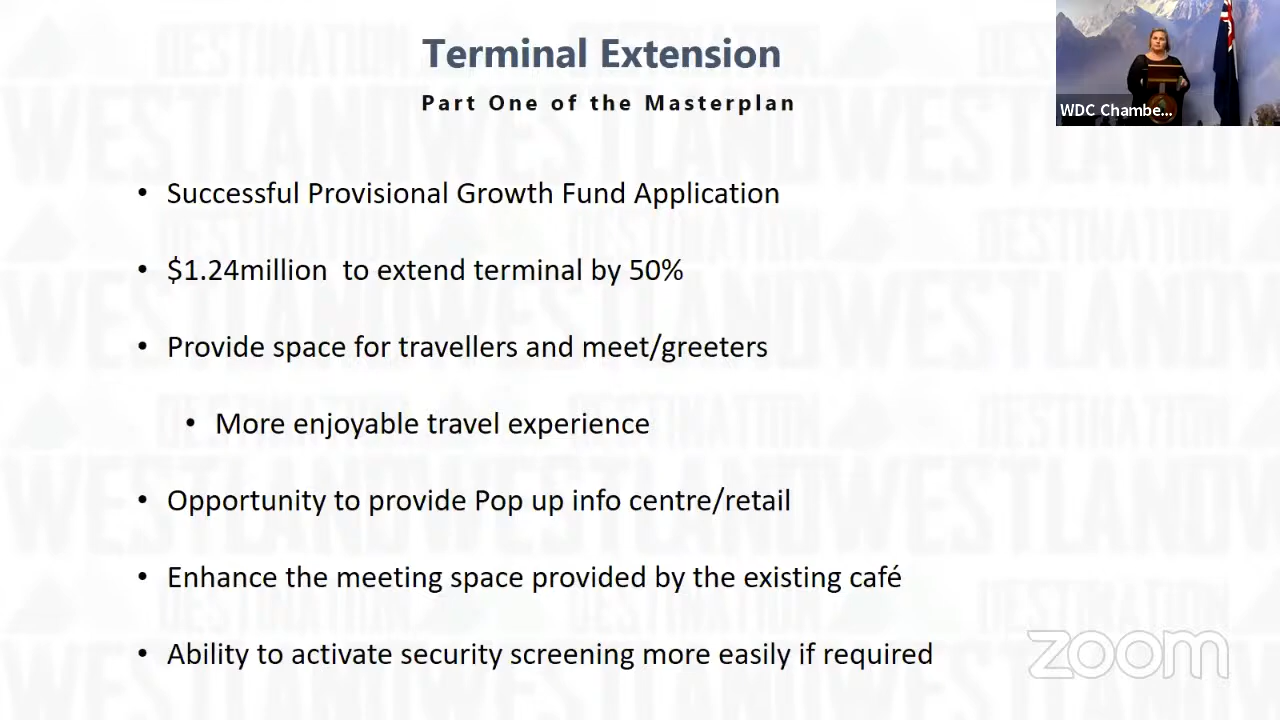 Terminal Extension
Part One of the Masterplan
WDC Chambe...
• Successful Provisional Growth Fund Application
• $1.24million to extend terminal by 50%
• Provide space for travellers and meet/greeters
• More enjoyable travel experience
• Opportunity to provide Pop up info centre/retail
• Enhance the meeting space provided by the existing café
• Ability to activate security screening more easily if required
zoom
DESTINATION
WESTLAND